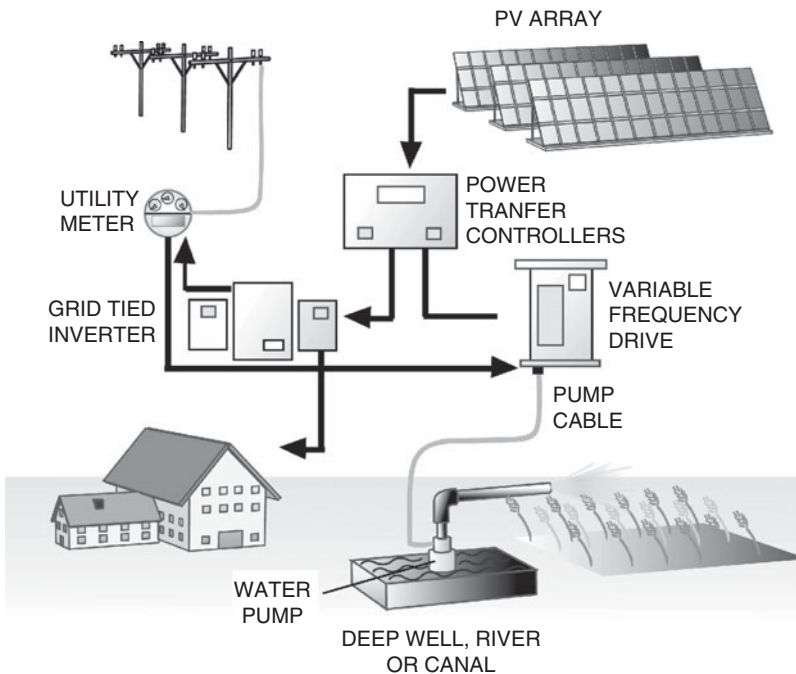 PV ARRAY
UTILITY
METER
POWER
TRANFER
CONTROLLERS
GRID TIED
INVERTER
VARIABLE
FREQUENCY
DRIVE
PUMP
CABLE
WATER
PUMP
DEEP WELL, RIVER
OR CANAL